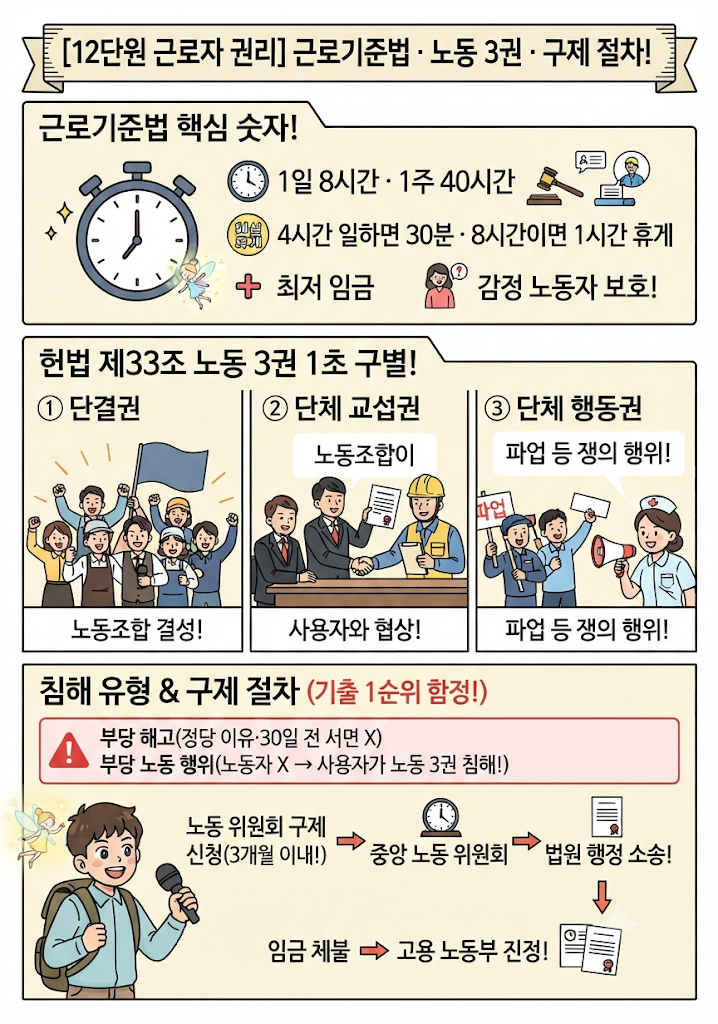 [12단원 근로자 권리] 근로기준법 · 노동 3권 · 구제 절차!
근로기준법 핵심 숫자!
1일 8시간 · 1주 40시간
4시간 일하면 30분 · 8시간이면 1시간 휴게
최저 임금
감정 노동자 보호!
헌법 제33조 노동 3권 1초 구별!
① 단결권
노동조합 결성!
② 단체 교섭권
노동조합이
사용자와 협상!
③ 단체 행동권
파업 등 쟁의 행위!
파업
파업 등 쟁의 행위!
침해 유형 & 구제 절차 (기출 1순위 함정!)
부당 해고(정당 이유·30일 전 서면 X)
부당 노동 행위(노동자 X → 사용자가 노동 3권 침해!)
노동 위원회 구제
신청(3개월 이내!)
중앙 노동 위원회
법원 행정 소송!
임금 체불
고용 노동부 진정!